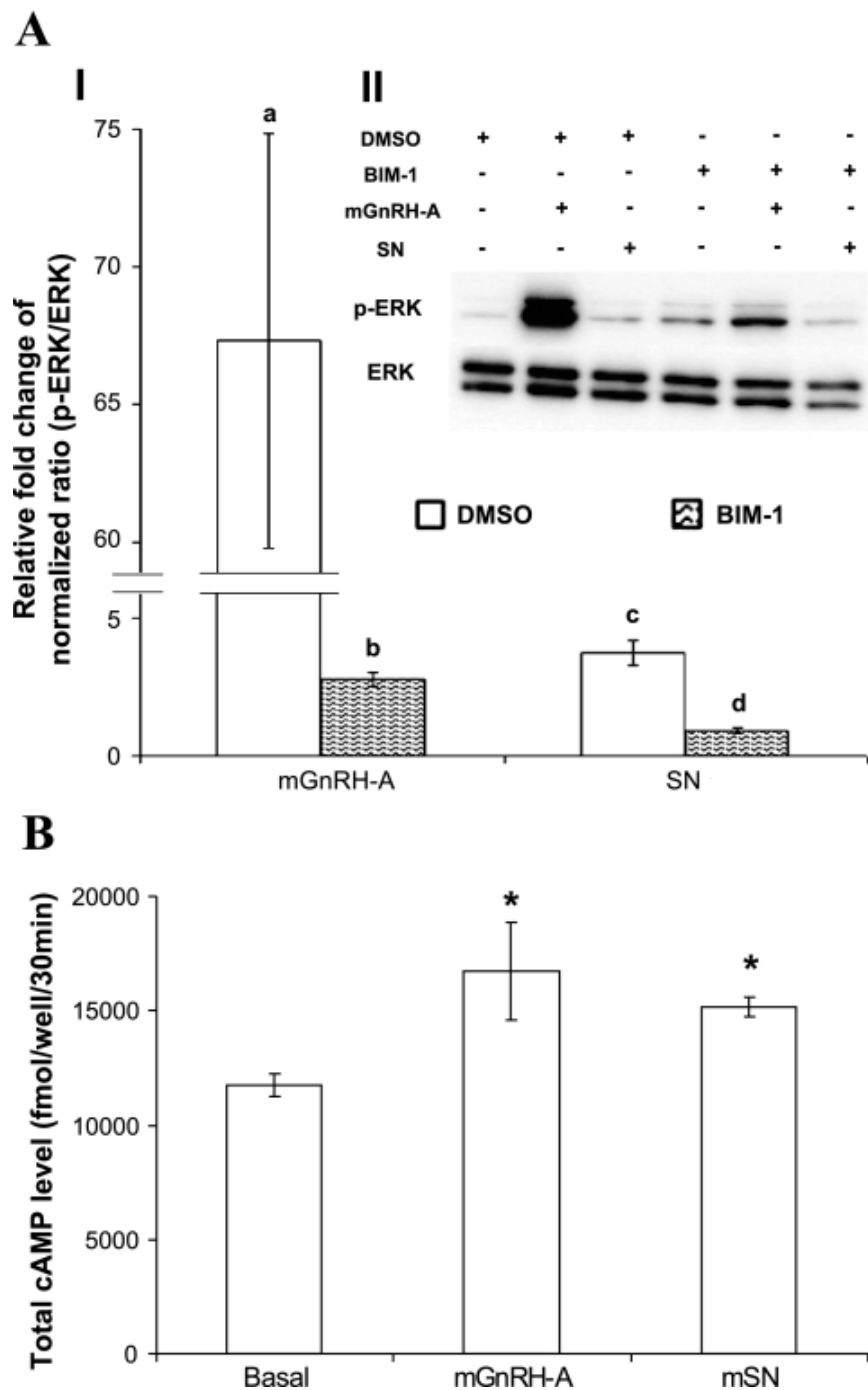 A
I
II
a
75
70
65
60
5
0
Relative fold change of
normalized ratio (p-ERK/ERK)
DMSO + + + - - -
BIM-1 - - - + + +
mGnRH-A - + - - + -
SN - - + - - +
p-ERK
ERK
DMSO
BIM-1
b
c
d
mGnRH-A
SN
B
Total cAMP level (fmol/well/30min)
20000
15000
10000
5000
0
*
*
Basal
mGnRH-A
mSN